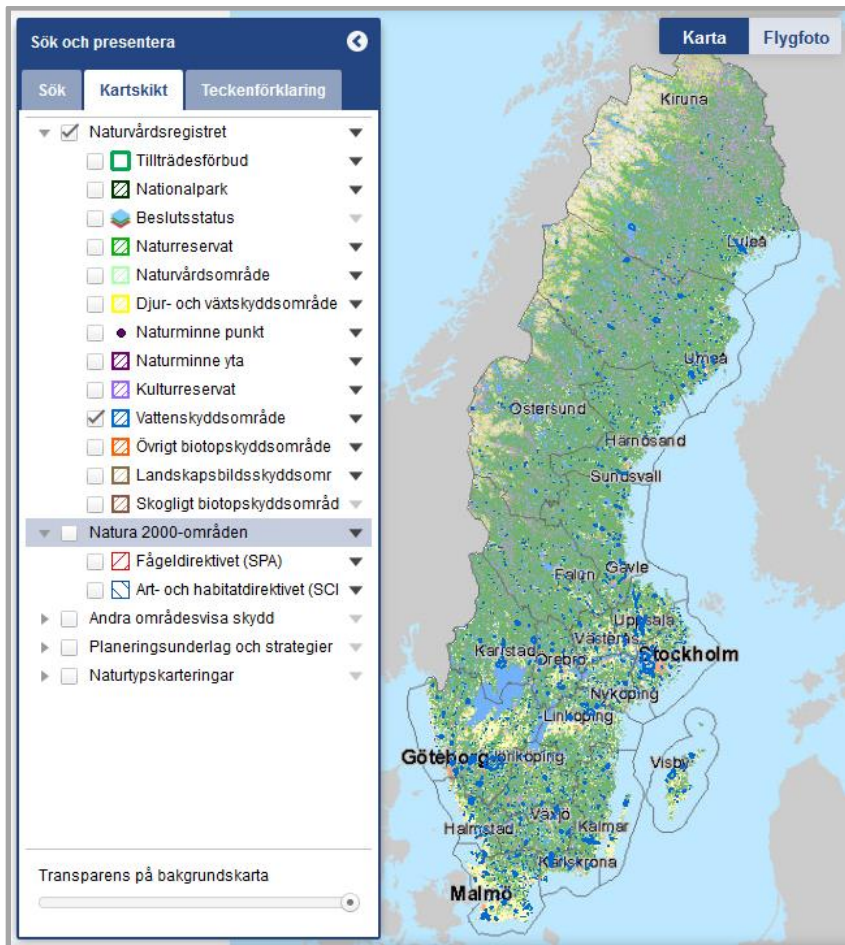 Sök och presentera
Karta
Flygfoto
Sök
Kartskikt
Teckenförklaring
Naturvårdsregistret
Tillträdesförbud
Nationalpark
Beslutsstatus
Naturreservat
Naturvårdsområde
Djur- och växtskyddsområde
Naturminne punkt
Naturminne yta
Kulturreservat
Vattenskyddsområde
Övrigt biotopskyddsområde
Landskapsbildsskyddsomr
Skogligt biotopskyddsområd
Natura 2000-områden
Fågeldirektivet (SPA)
Art- och habitatdirektivet (SCI
Andra områdesvisa skydd
Planeringsunderlag och strategier
Naturtypskarteringar
Transparens på bakgrundskarta
Kiruna
Luleå
Umeå
Östersund
Härnösand
Sundsvall
Gävle
Falun
Uppsala
Västerås
Karlstad
Örebro
Stockholm
Nyköping
Linköping
Göteborg
Jönköping
Visby
Växjö
Halmstad
Kalmar
Karlskrona
Malmö